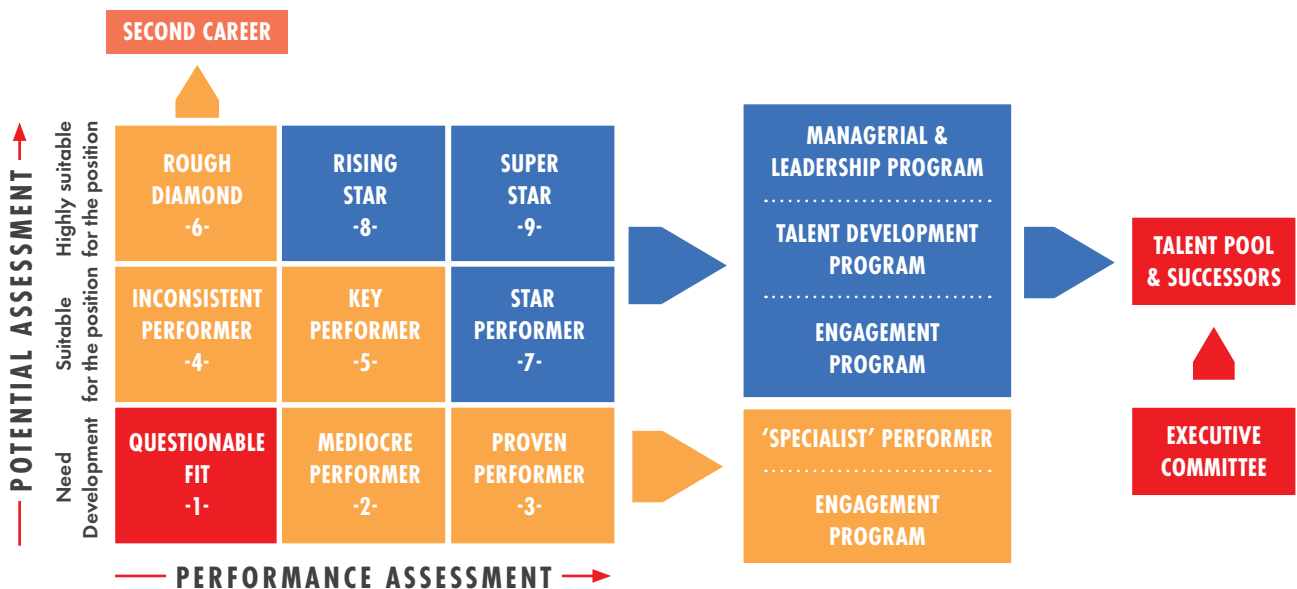 SECOND CAREER
POTENTIAL ASSESSMENT
Highly suitable
for the position
ROUGH
DIAMOND
-6-
RISING
STAR
-8-
SUPER
STAR
-9-
Suitable
for the position
INCONSISTENT
PERFORMER
-4-
KEY
PERFORMER
-5-
STAR
PERFORMER
-7-
Need
Development
QUESTIONABLE
FIT
-1-
MEDIOCRE
PERFORMER
-2-
PROVEN
PERFORMER
-3-
PERFORMANCE ASSESSMENT
MANAGERIAL &
LEADERSHIP PROGRAM
TALENT DEVELOPMENT
PROGRAM
ENGAGEMENT
PROGRAM
'SPECIALIST' PERFORMER
ENGAGEMENT
PROGRAM
TALENT POOL
& SUCCESSORS
EXECUTIVE
COMMITTEE